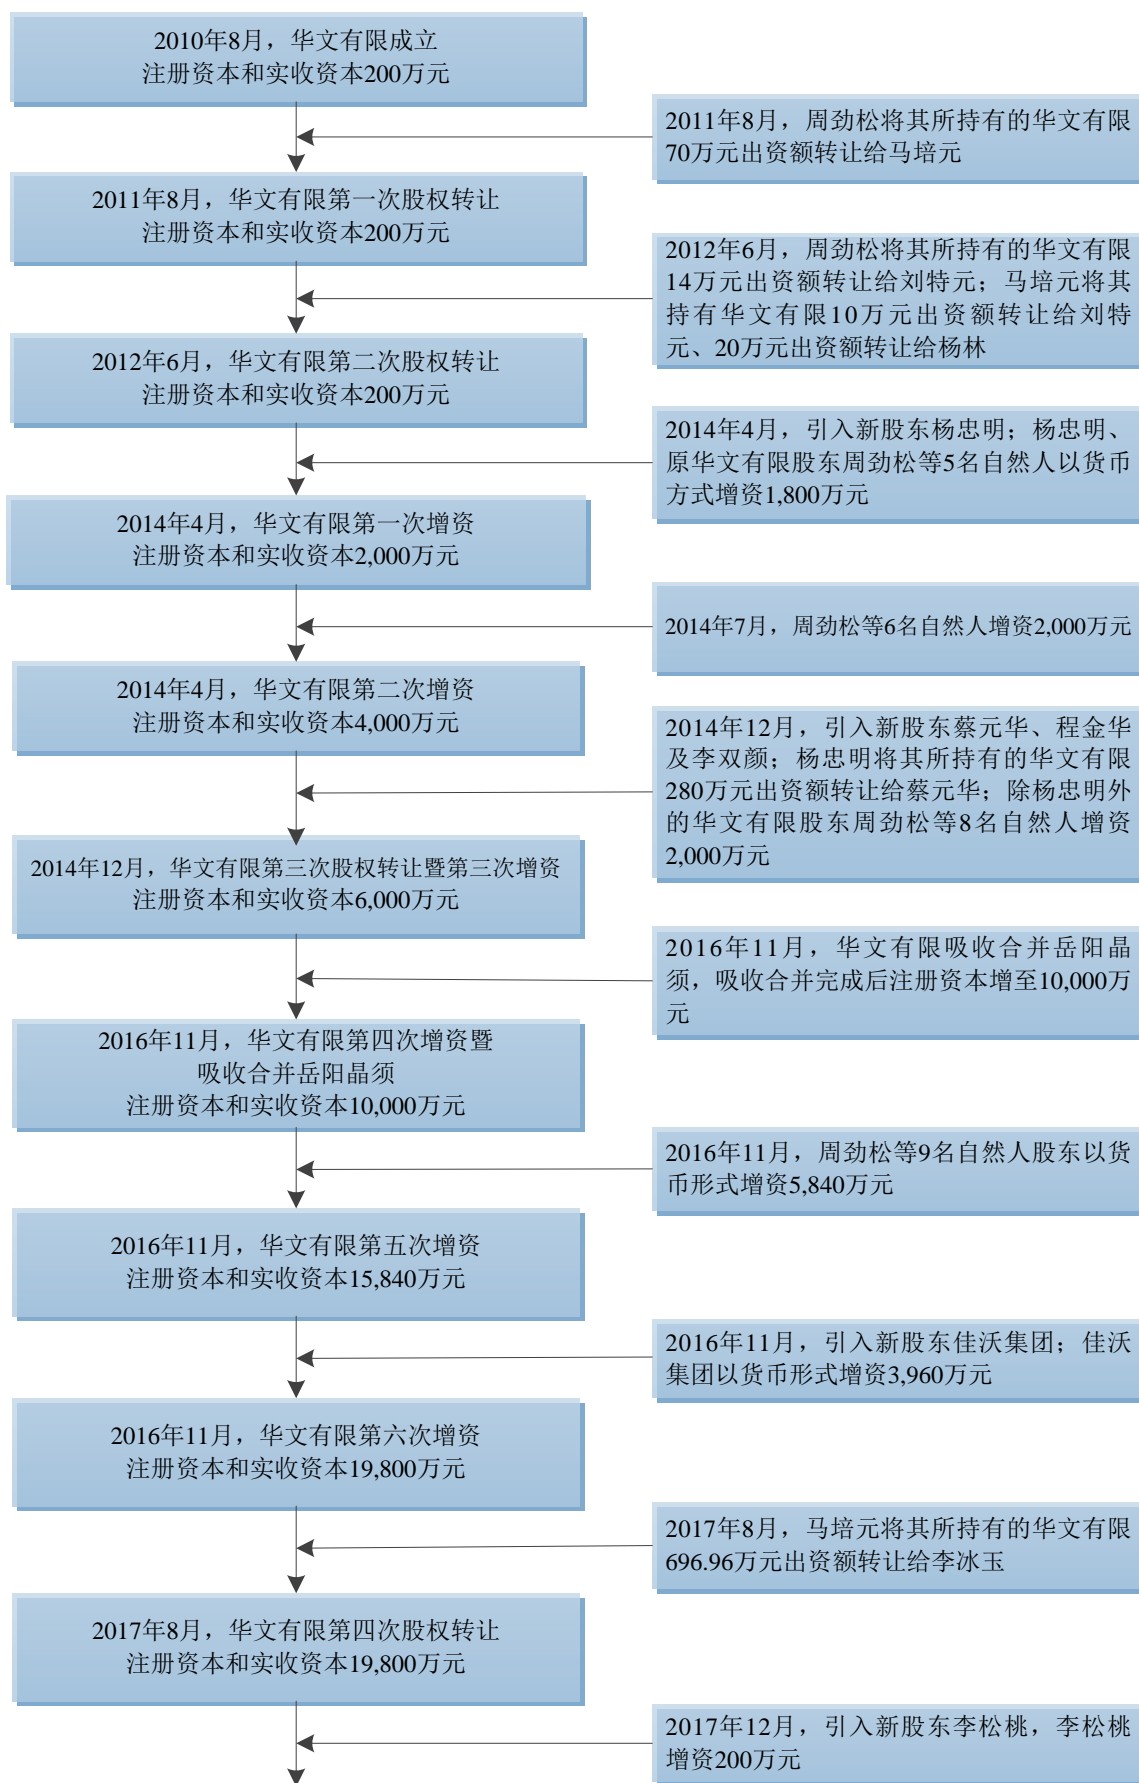 2010年8月，华文有限成立
注册资本和实收资本200万元
2011年8月，周劲松将其所持有的华文有限
70万元出资额转让给马培元
2011年8月，华文有限第一次股权转让
注册资本和实收资本200万元
2012年6月，周劲松将其所持有的华文有限
14万元出资额转让给刘特元；马培元将其
持有华文有限10万元出资额转让给刘特
元、20万元出资额转让给杨林
2012年6月，华文有限第二次股权转让
注册资本和实收资本200万元
2014年4月，引入新股东杨忠明；杨忠明、
原华文有限股东周劲松等5名自然人以货币
方式增资1,800万元
2014年4月，华文有限第一次增资
注册资本和实收资本2,000万元
2014年7月，周劲松等6名自然人增资2,000万元
2014年4月，华文有限第二次增资
注册资本和实收资本4,000万元
2014年12月，引入新股东蔡元华、程金华
及李双颜；杨忠明将其所持有的华文有限
280万元出资额转让给蔡元华；除杨忠明外
的华文有限股东周劲松等8名自然人增资
2,000万元
2014年12月，华文有限第三次股权转让暨第三次增资
注册资本和实收资本6,000万元
2016年11月，华文有限吸收合并岳阳晶
须，吸收合并完成后注册资本增至10,000万
元
2016年11月，华文有限第四次增资暨
吸收合并岳阳晶须
注册资本和实收资本10,000万元
2016年11月，周劲松等9名自然人股东以货
币形式增资5,840万元
2016年11月，华文有限第五次增资
注册资本和实收资本15,840万元
2016年11月，引入新股东佳沃集团；佳沃
集团以货币形式增资3,960万元
2016年11月，华文有限第六次增资
注册资本和实收资本19,800万元
2017年8月，马培元将其所持有的华文有限
696.96万元出资额转让给李冰玉
2017年8月，华文有限第四次股权转让
注册资本和实收资本19,800万元
2017年12月，引入新股东李松桃，李松桃
增资200万元